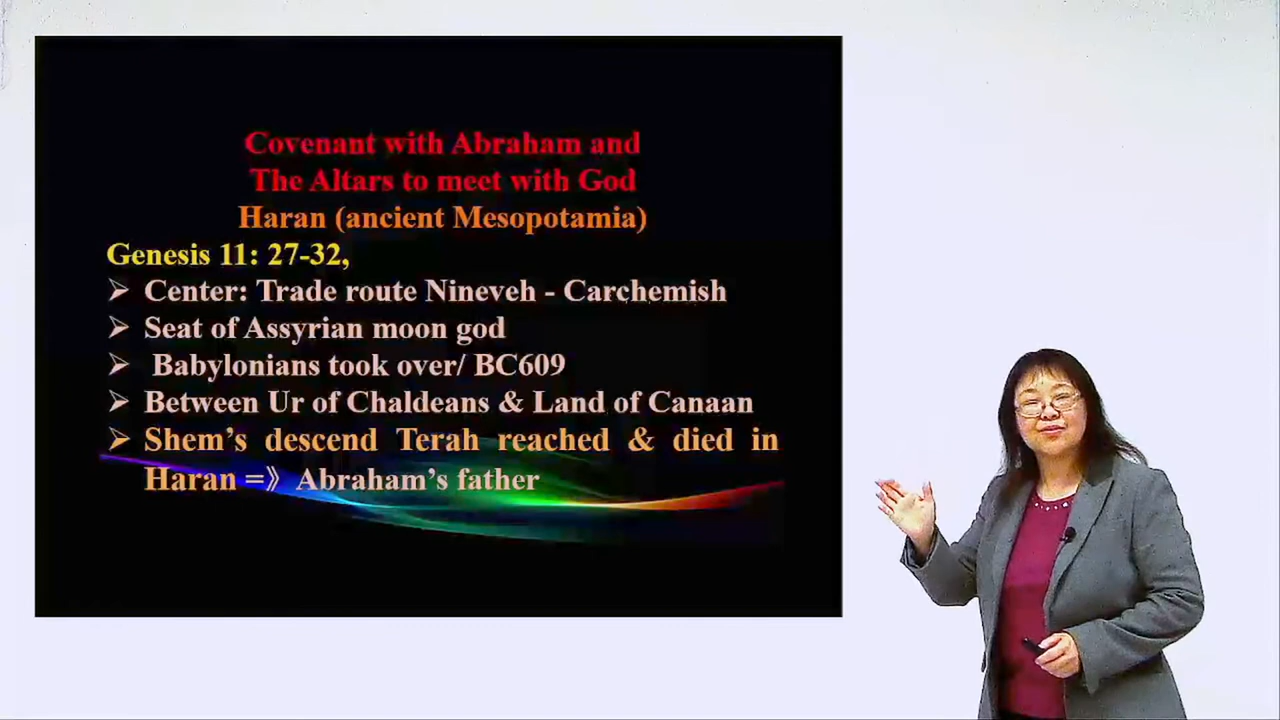 Covenant with Abraham and
The Altars to meet with God
Haran (ancient Mesopotamia)
Genesis 11: 27-32,
➢ Center: Trade route Nineveh - Carchemish
➢ Seat of Assyrian moon god
➢ Babylonians took over/ BC609
➢ Between Ur of Chaldeans & Land of Canaan
➢ Shem’s descend Terah reached & died in
Haran =》 Abraham’s father